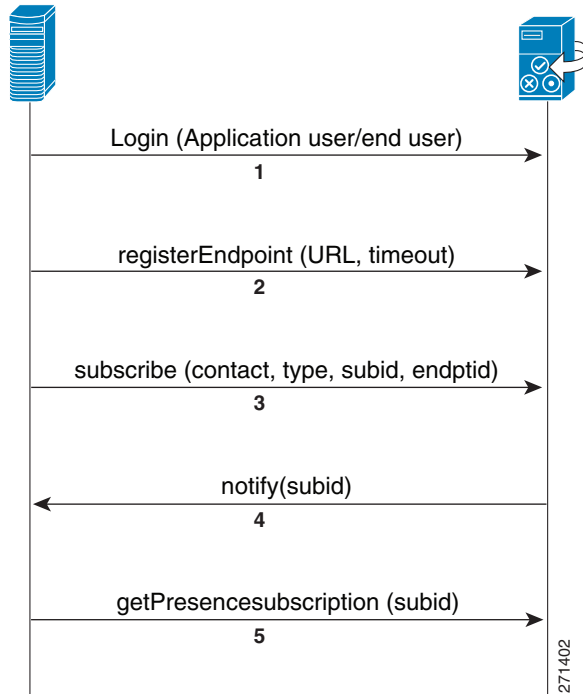 Login (Application user/end user)
1
registerEndpoint (URL, timeout)
2
subscribe (contact, type, subid, endptid)
3
notify(subid)
4
getPresencesubscription (subid)
5
271402